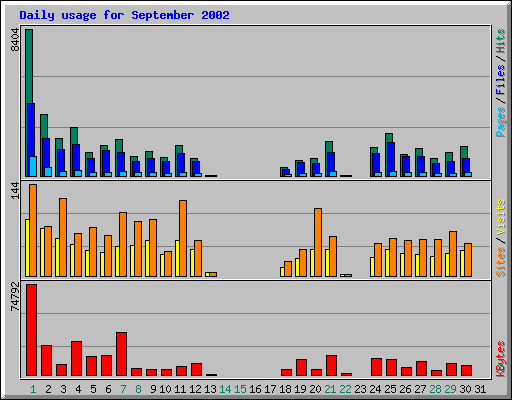 Daily usage for September 2002
8404
Pages / Files / Hits
144
Sites / Visits
74792
KBytes
1 2 3 4 5 6 7 8 9 10 11 12 13 14 15 16 17 18 19 20 21 22 23 24 25 26 27 28 29 30 31